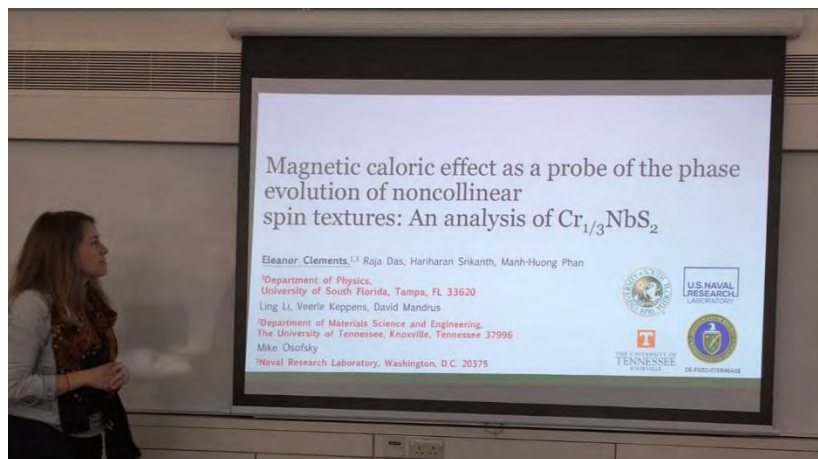 Magnetic caloric effect as a probe of the phase
evolution of noncollinear
spin textures: An analysis of Cr₁/₃NbS₂
Eleanor Clements,¹·³ Raja Das, Hariharan Srikanth, Manh-Huong Phan
¹Department of Physics,
University of South Florida, Tampa, FL 33620
Ling Li, Veerle Keppens, David Mandrus
²Department of Materials Science and Engineering,
The University of Tennessee, Knoxville, Tennessee 37996
Mike Osofsky
³Naval Research Laboratory, Washington, D.C. 20375
U.S. NAVAL
RESEARCH
LABORATORY
T
THE UNIVERSITY OF
TENNESSEE
KNOXVILLE